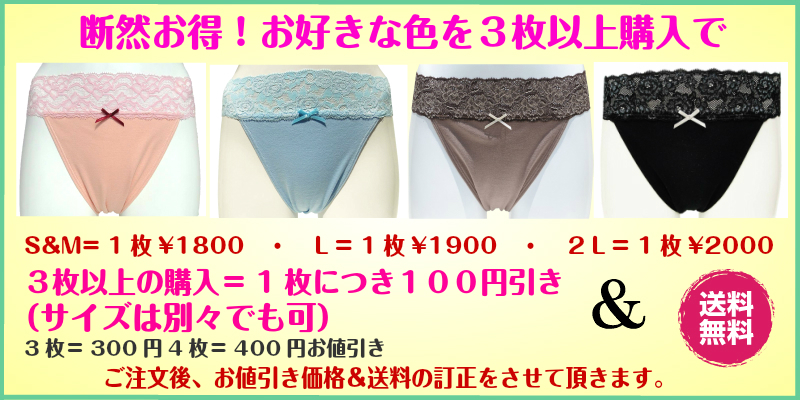 断然お得！お好きな色を３枚以上購入で
S&M=１枚¥1800 ・ L=１枚¥1900 ・ ２L=１枚¥2000
３枚以上の購入=１枚につき１００円引き
(サイズは別々でも可)
&
送料
無料
３枚=300円４枚=400円お値引き
ご注文後、お値引き価格&送料の訂正をさせて頂きます。